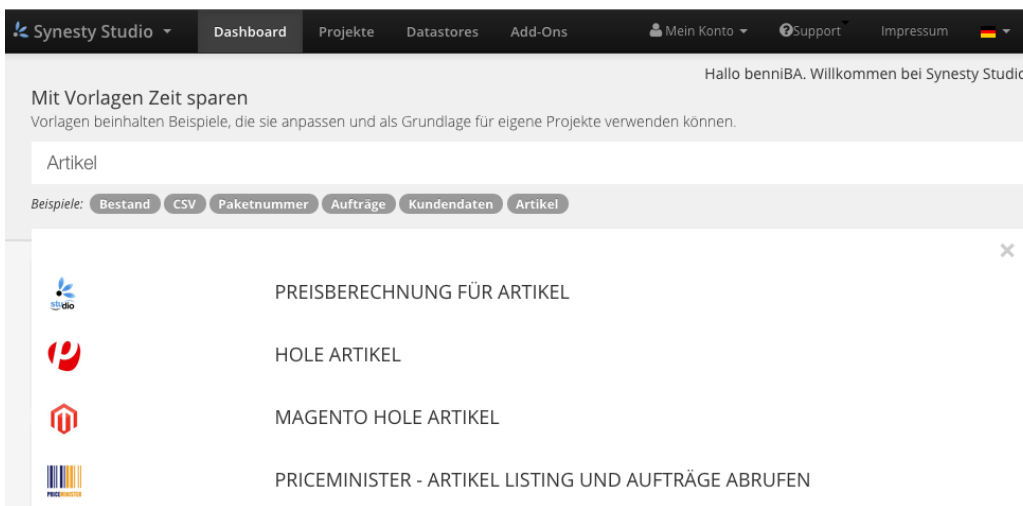 Synesty Studio Dashboard Projekte Datastores Add-Ons Mein Konto Support Impressum
Hallo benniBA. Willkommen bei Synesty Studio
Mit Vorlagen Zeit sparen
Vorlagen beinhalten Beispiele, die sie anpassen und als Grundlage für eigene Projekte verwenden können.
Artikel
Beispiele: Bestand CSV Paketnummer Aufträge Kundendaten Artikel
studio
PREISBERECHNUNG FÜR ARTIKEL
HOLE ARTIKEL
MAGENTO HOLE ARTIKEL
PRICEMINISTER
PRICEMINISTER - ARTIKEL LISTING UND AUFTRÄGE ABRUFEN